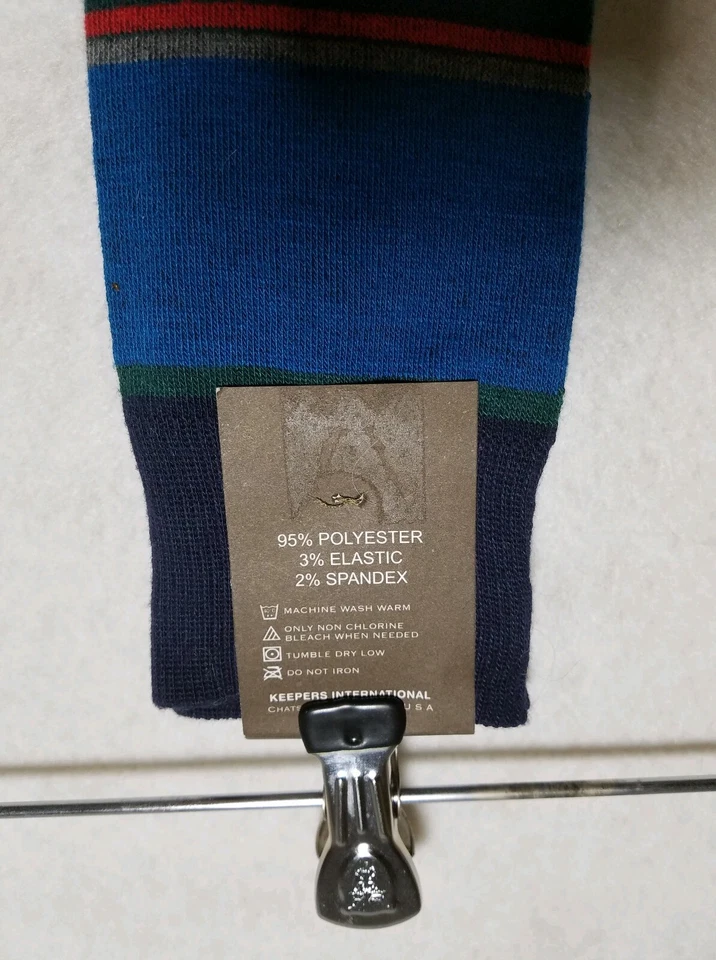 95% POLYESTER
3% ELASTIC
2% SPANDEX
MACHINE WASH WARM
ONLY NON CHLORINE
BLEACH WHEN NEEDED
TUMBLE DRY LOW
DO NOT IRON
KEEPERS INTERNATIONAL
U S A